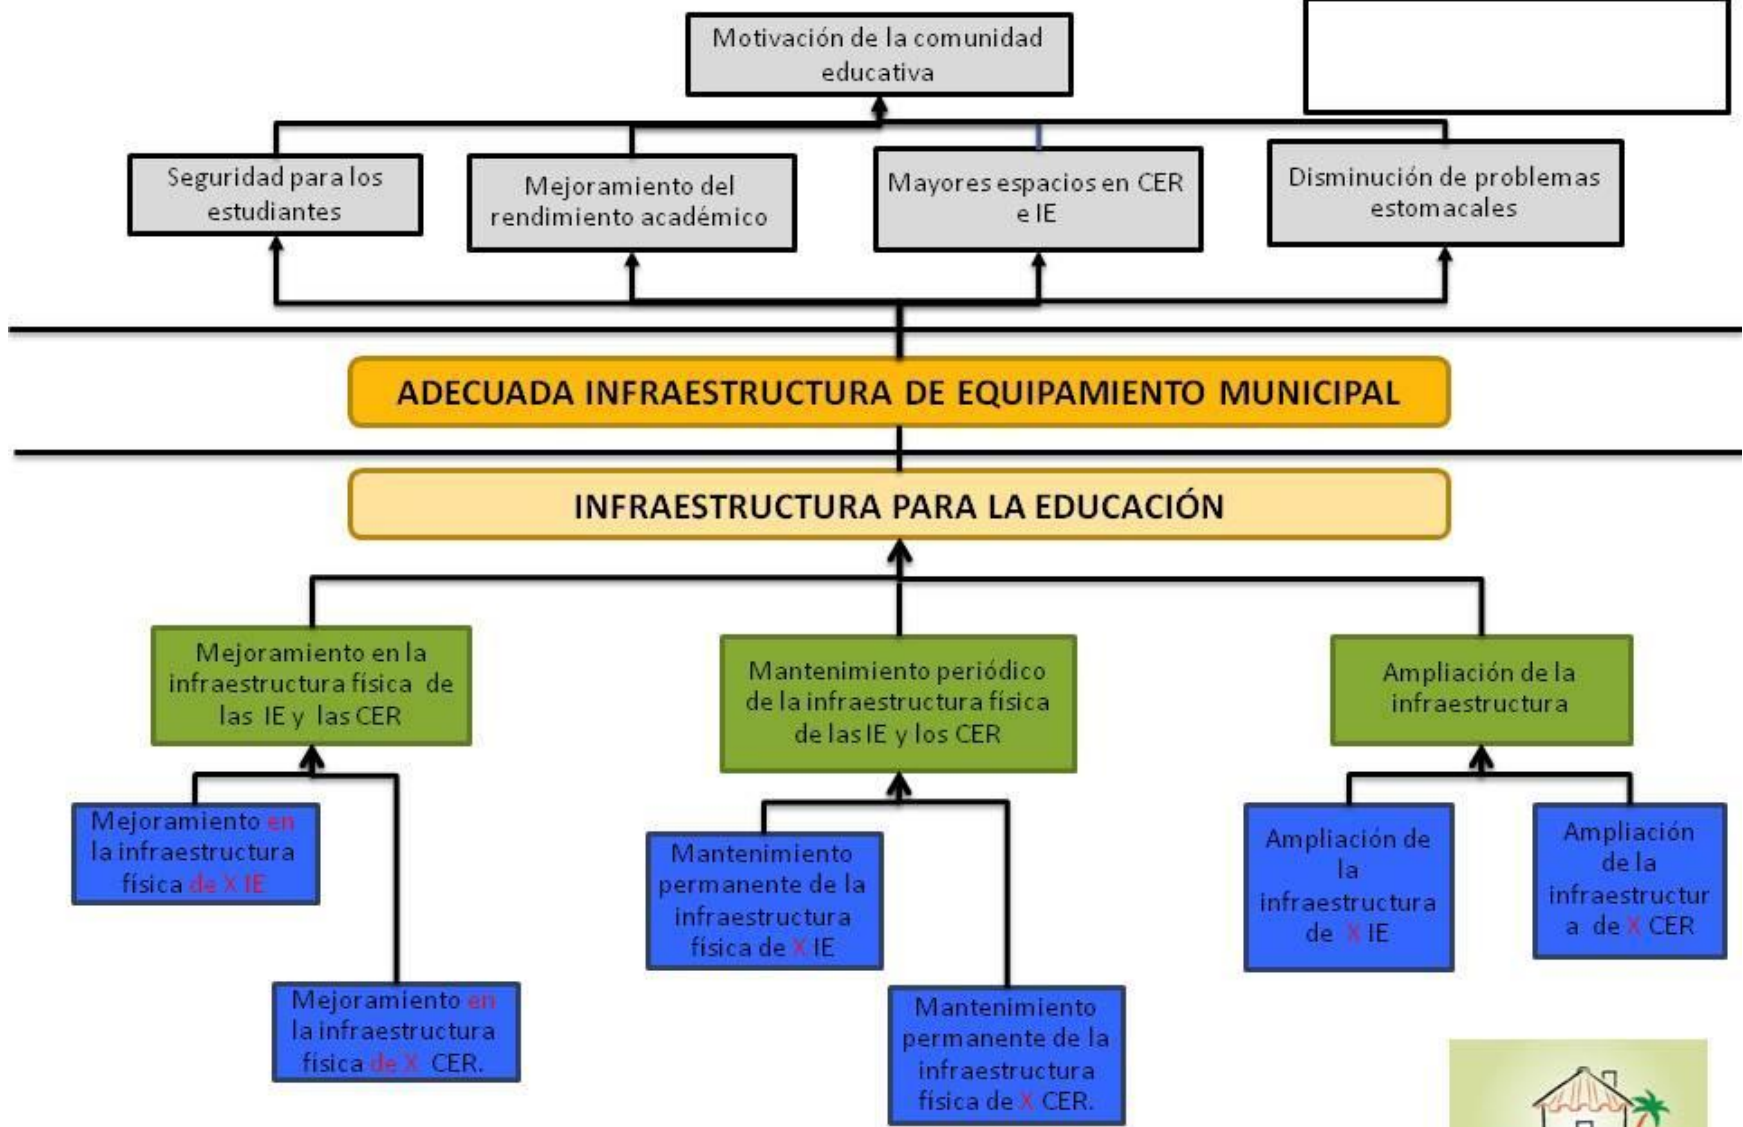 Motivación de la comunidad
educativa
Seguridad para los
estudiantes
Mejoramiento del
rendimiento académico
Mayores espacios en CER
e IE
Disminución de problemas
estomacales
ADECUADA INFRAESTRUCTURA DE EQUIPAMIENTO MUNICIPAL
INFRAESTRUCTURA PARA LA EDUCACIÓN
Mejoramiento en la
infraestructura física de
las IE y las CER
Mantenimiento periódico
de la infraestructura física
de las IE y los CER
Ampliación de la
infraestructura
Mejoramiento en
la infraestructura
física de X IE
Mejoramiento en
la infraestructura
física de X CER.
Mantenimiento
permanente de la
infraestructura
física de X IE
Mantenimiento
permanente de la
infraestructura
física de X CER.
Ampliación de
la
infraestructura
de X IE
Ampliación
de la
infraestructur
a de X CER